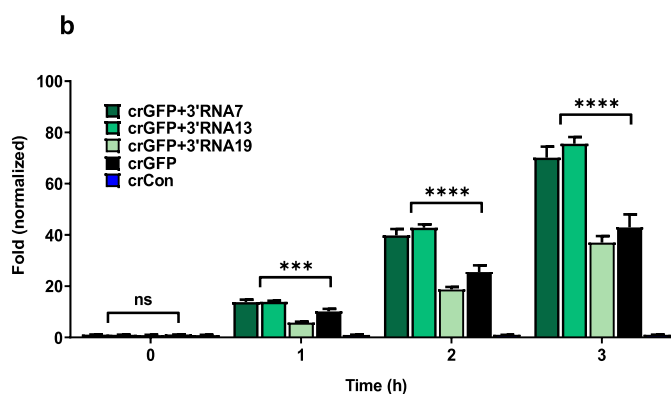 b
Fold (normalized)
100
80
60
40
20
0
crGFP+3'RNA7
crGFP+3'RNA13
crGFP+3'RNA19
crGFP
crCon
ns
***
****
****
0 1 2 3
Time (h)